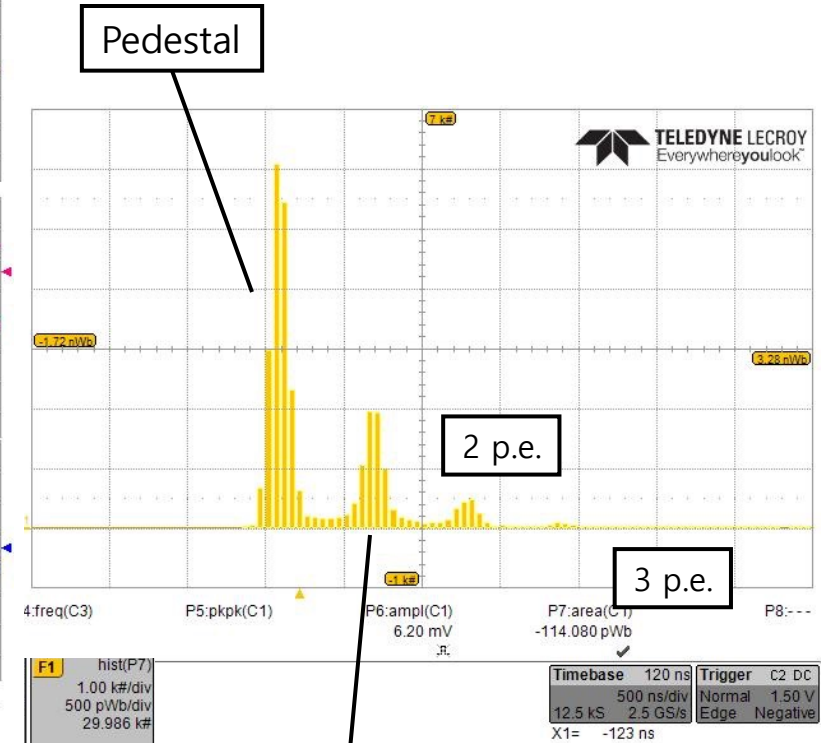 Pedestal
7 k#
TELEDYNE LECROY
Everywhereyoulook™
-1.72 nWb
3.28 nWb
2 p.e.
-1 k#
3 p.e.
4:freq(C3) P5:pkpk(C1) P6:ampl(C1) P7:area(C1) P8:---
6.20 mV -114.080 pWb
F1 hist(P7)
1.00 k#/div
500 pWb/div
29.986 k#
Timebase 120 ns
500 ns/div
12.5 kS 2.5 GS/s
Trigger C2 DC
Normal 1.50 V
Edge Negative
X1= -123 ns